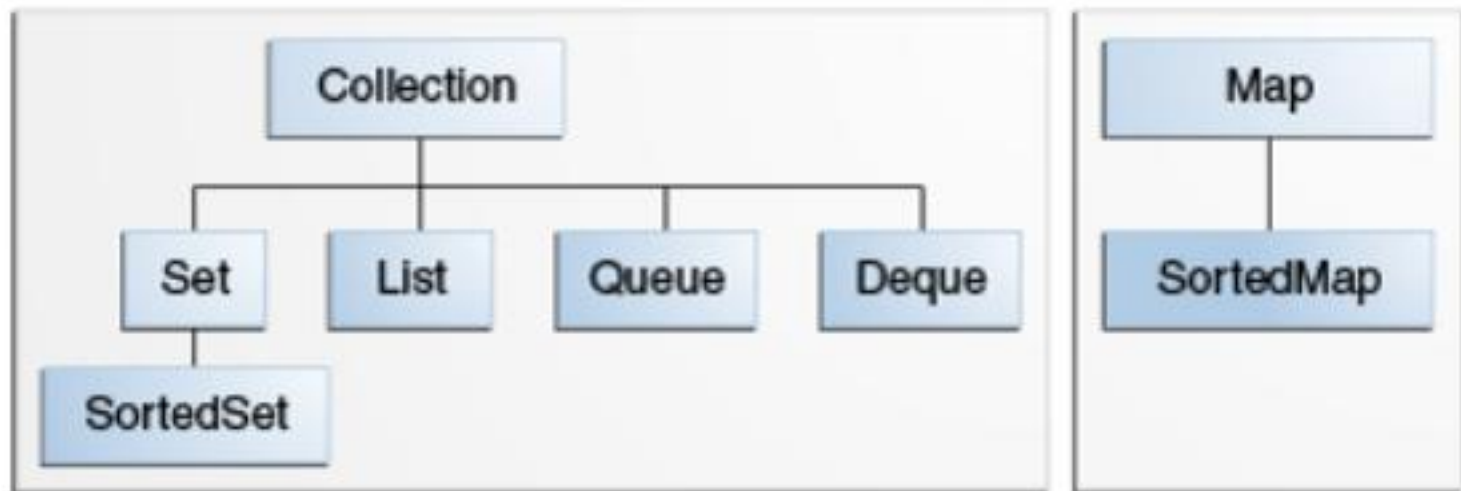 Collection
Map
Set
List
Queue
Deque
SortedMap
SortedSet